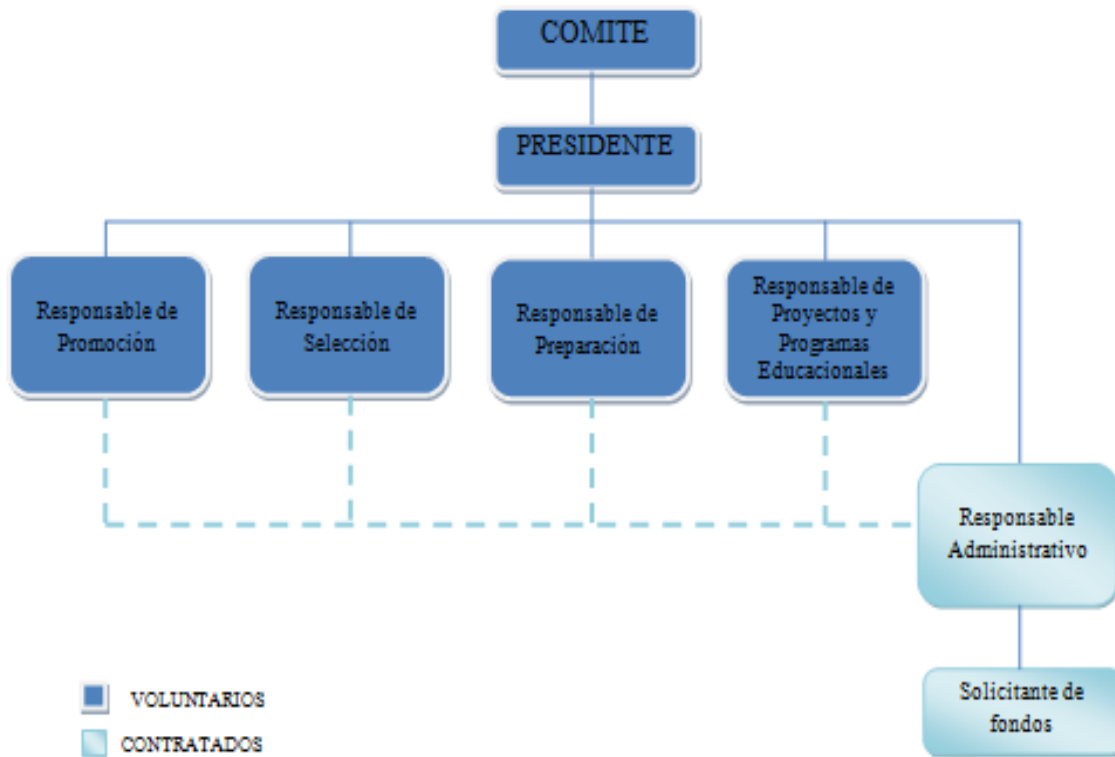 COMITE
PRESIDENTE
Responsable de
Promoción
Responsable de
Selección
Responsable de
Preparación
Responsable de
Proyectos y
Programas
Educacionales
Responsable
Administrativo
Solicitante de
fondos
VOLUNTARIOS
CONTRATADOS